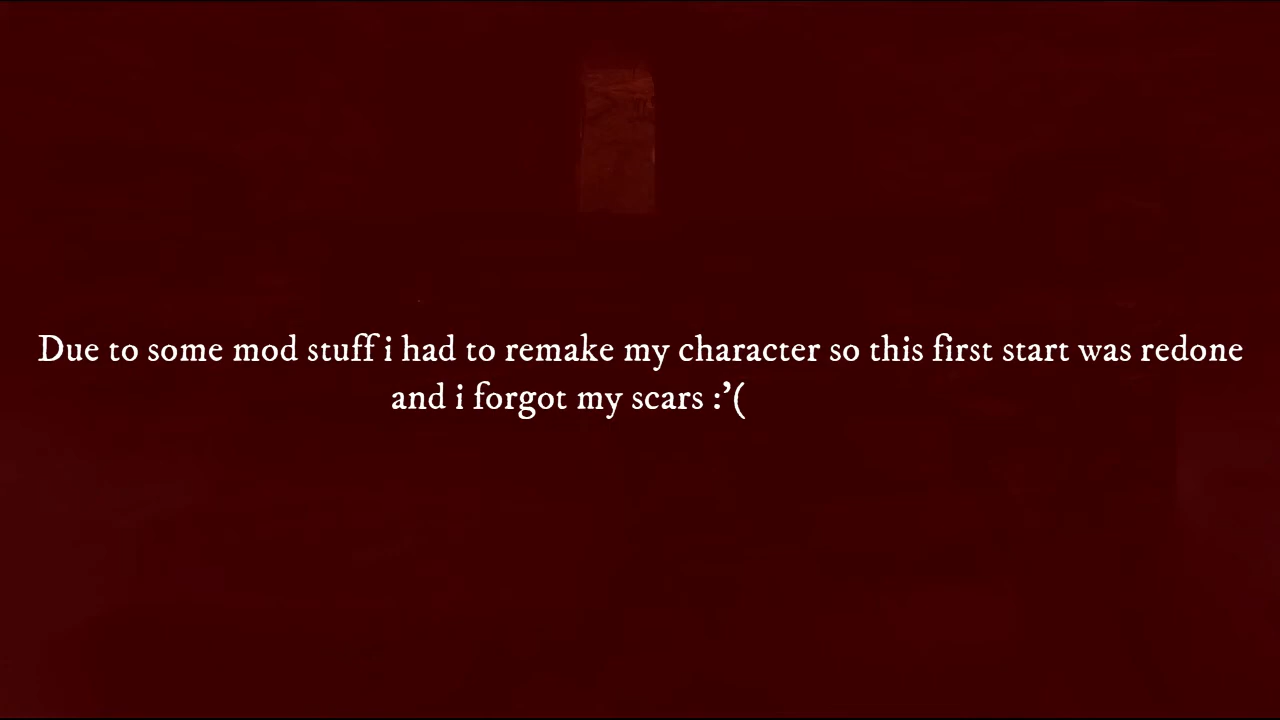 Due to some mod stuff i had to remake my character so this first start was redone
and i forgot my scars :’(